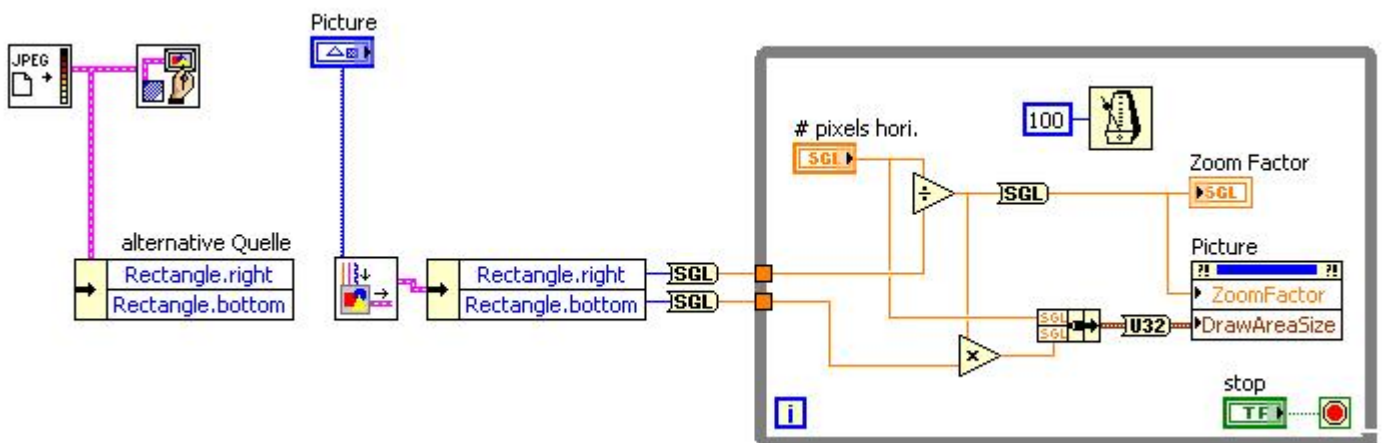 JPEG
Picture
alternative Quelle
Rectangle.right
Rectangle.bottom
Rectangle.right
Rectangle.bottom
SGL
SGL
# pixels hori.
SGL
100
SGL
Zoom Factor
SGL
Picture
?! ?!
ZoomFactor
DrawAreaSize
SGL
SGL
U32
stop
TF
i